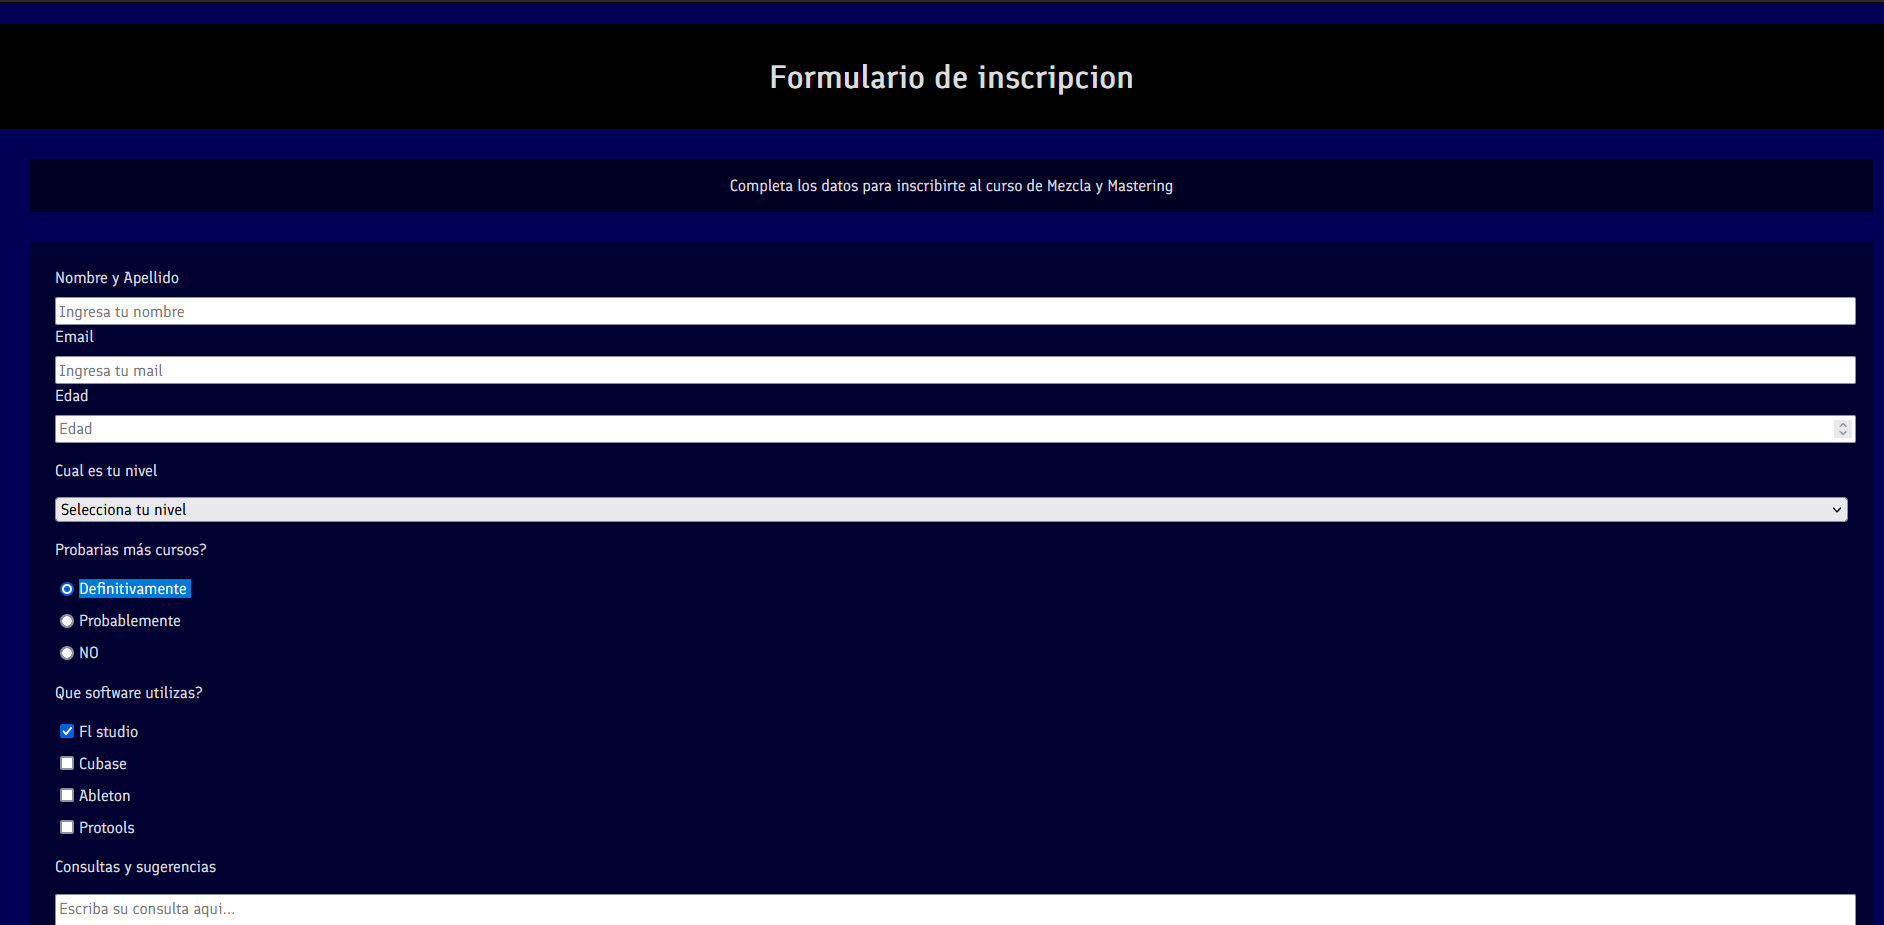 Formulario de inscripcion
Completa los datos para inscribirte al curso de Mezcla y Mastering
Nombre y Apellido
Ingresa tu nombre
Email
Ingresa tu mail
Edad
Edad
Cual es tu nivel
Selecciona tu nivel
Probarias más cursos?
Definitivamente
Probablemente
NO
Que software utilizas?
Fl studio
Cubase
Ableton
Protools
Consultas y sugerencias
Escriba su consulta aqui...